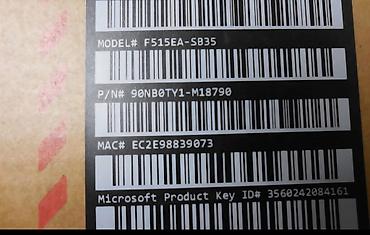 MODEL# F515EA-SB35
P/N# 90NB0TY1-M18790
MAC# EC2E98839073
Microsoft Product Key ID# 3560242084161